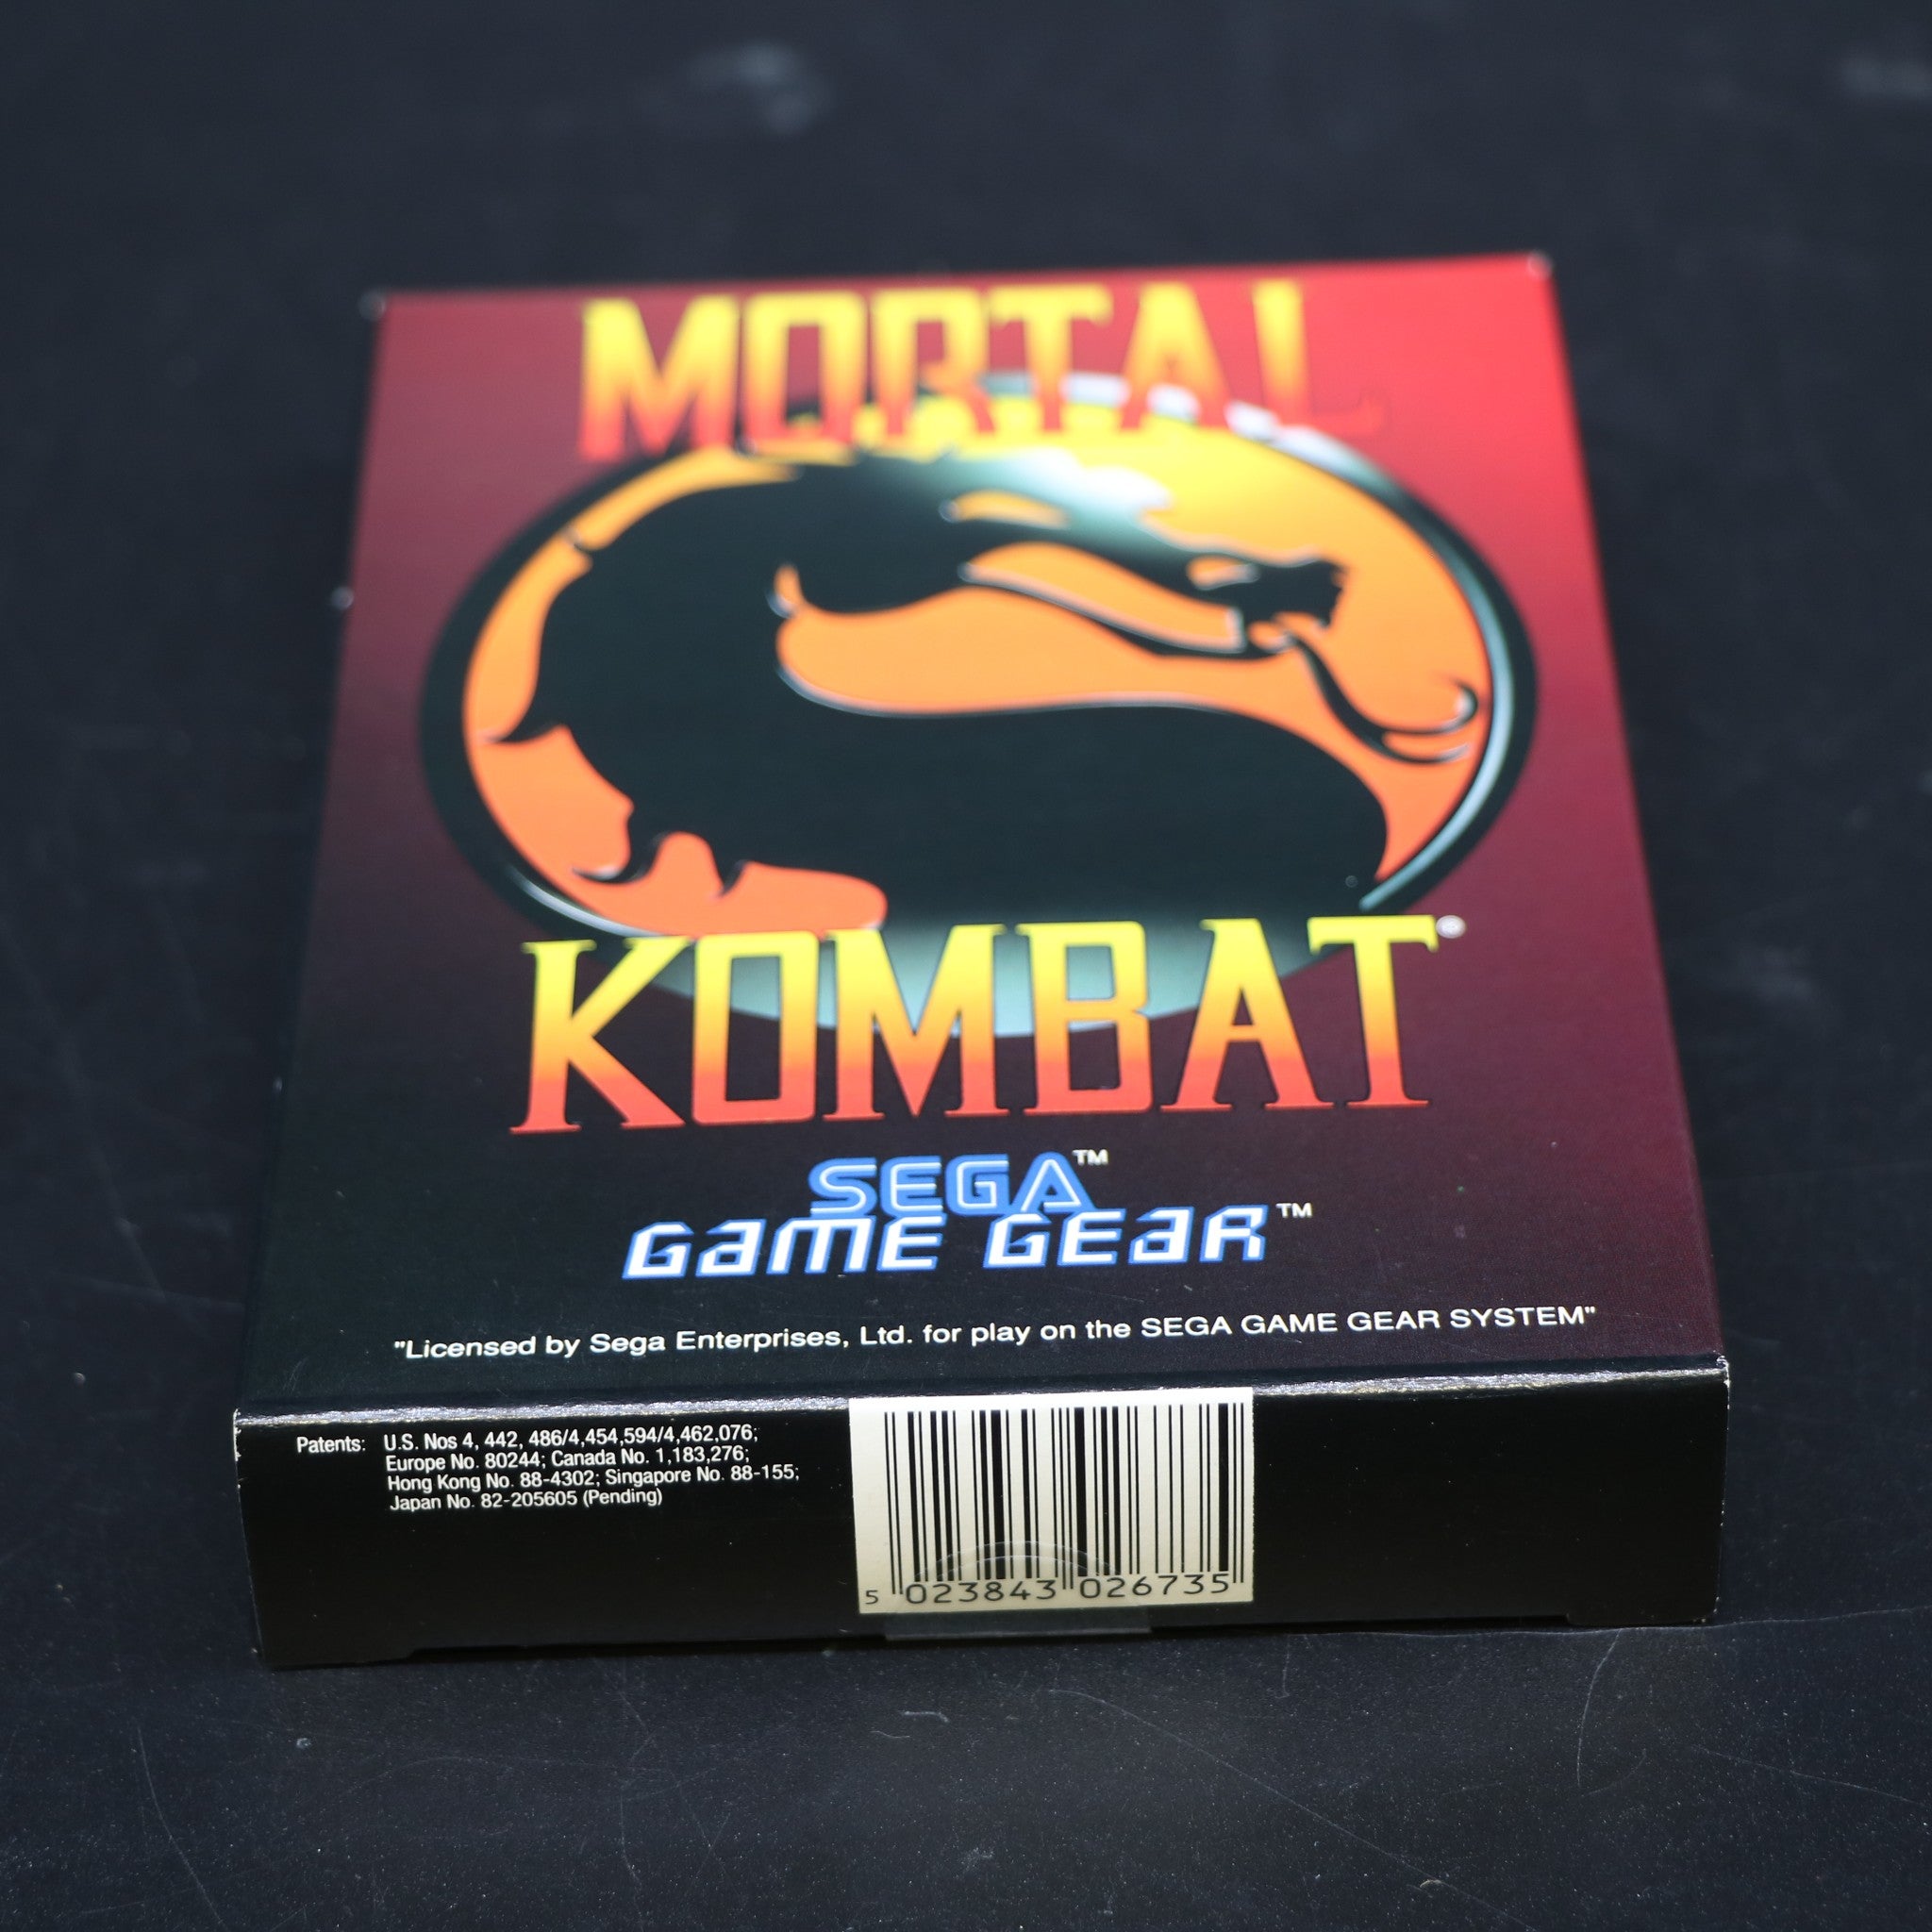 MORTAL
KOMBAT®
SEGA™
GAME GEAR™
"Licensed by Sega Enterprises, Ltd. for play on the SEGA GAME GEAR SYSTEM"
Patents: U.S. Nos 4, 442, 486/4,454,594/4,462,076;
Europe No. 80244; Canada No. 1,183,276;
Hong Kong No. 88-4302; Singapore No. 88-155;
Japan No. 82-205605 (Pending)
5 023843 026735